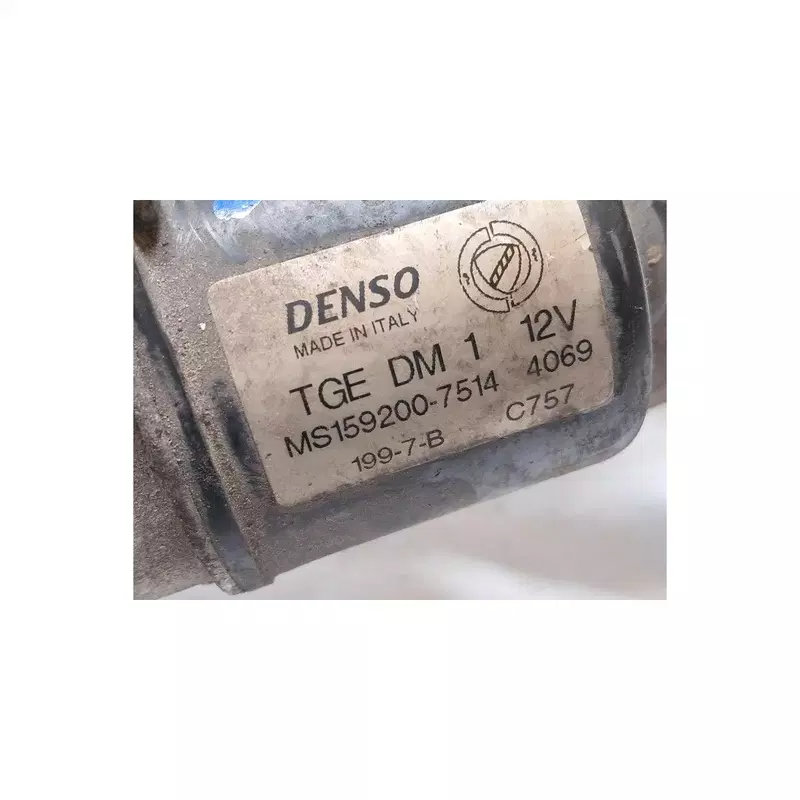 DENSO
MADE IN ITALY
TGE DM 1 12V
MS159200-7514 4069
199-7-B C757